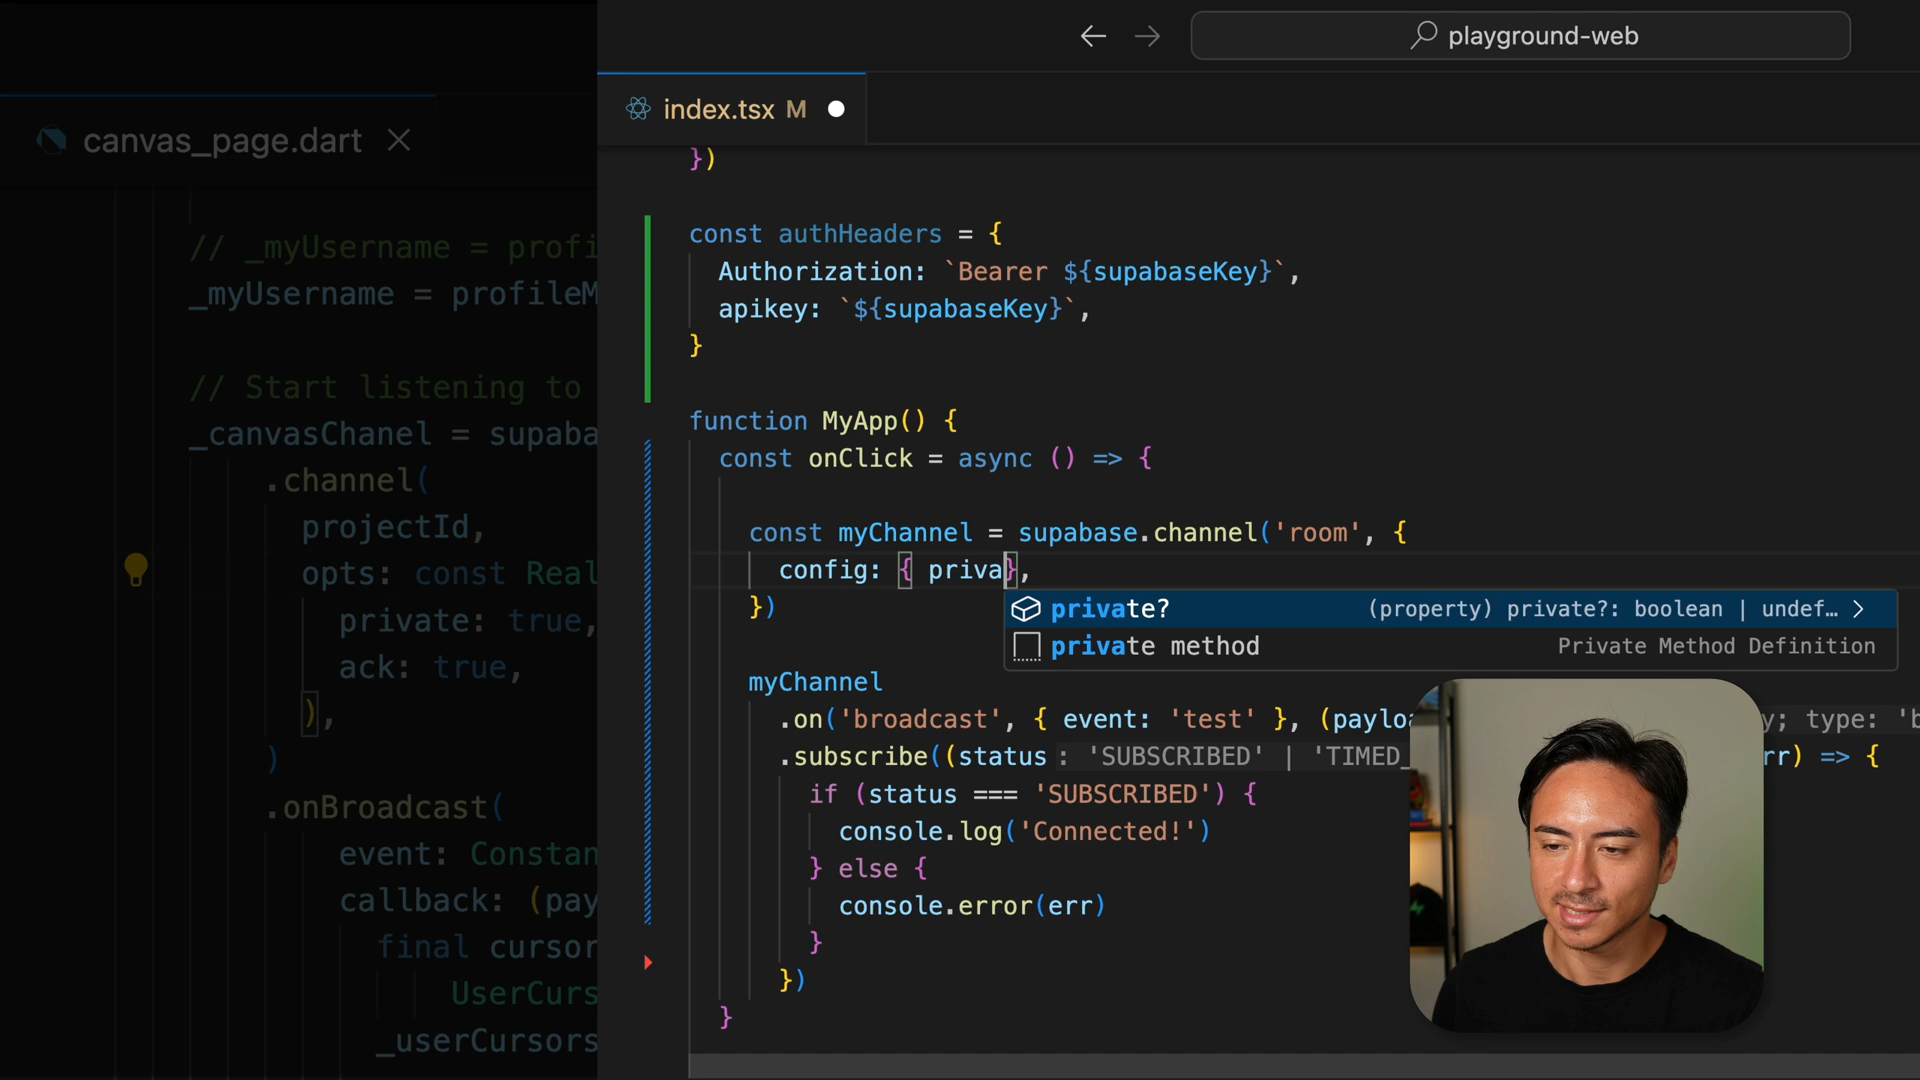 playground-web
canvas_page.dart
// _myUsername = profi
_myUsername = profileM
// Start listening to
_canvasChanel = supaba
.channel(
projectId,
opts: const Real
private: true,
ack: true,
),
)
.onBroadcast(
event: Constan
callback: (pay
final cursor
UserCurs
_userCursors
index.tsx M
})
const authHeaders = {
Authorization: `Bearer ${supabaseKey}`,
apikey: `${supabaseKey}`,
}
function MyApp() {
const onClick = async () => {
const myChannel = supabase.channel('room', {
config: { priva},
})
private? (property) private?: boolean | undef…
private method Private Method Definition
myChannel
.on('broadcast', { event: 'test' }, (payloa y; type: 'b
.subscribe((status: 'SUBSCRIBED' | 'TIMED_ rr) => {
if (status === 'SUBSCRIBED') {
console.log('Connected!')
} else {
console.error(err)
}
})
}